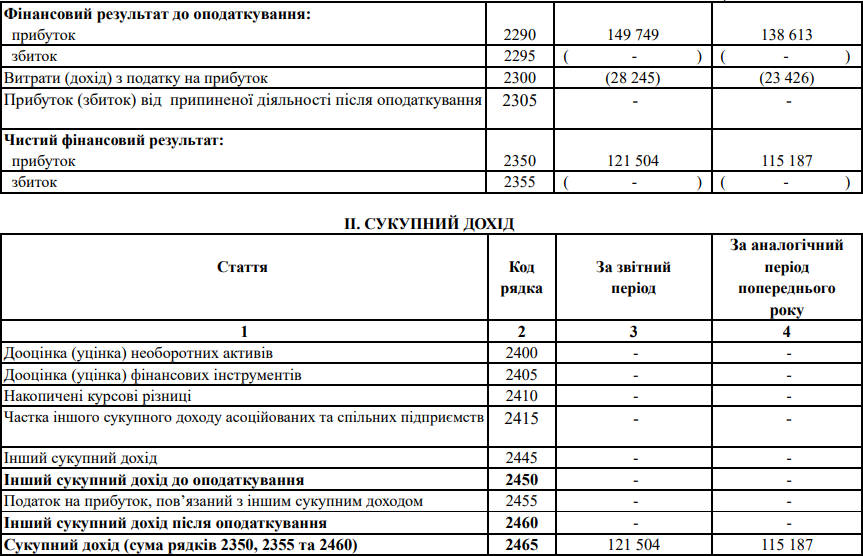 Фінансовий результат до оподаткування:
прибуток 2290 149 749 138 613
збиток 2295 ( - ) ( - )
Витрати (дохід) з податку на прибуток 2300 (28 245) (23 426)
Прибуток (збиток) від припиненої діяльності після оподаткування 2305 - -
Чистий фінансовий результат:
прибуток 2350 121 504 115 187
збиток 2355 ( - ) ( - )
ІІ. СУКУПНИЙ ДОХІД
Стаття Код рядка За звітний період За аналогічний період попереднього року
1 2 3 4
Дооцінка (уцінка) необоротних активів 2400 - -
Дооцінка (уцінка) фінансових інструментів 2405 - -
Накопичені курсові різниці 2410 - -
Частка іншого сукупного доходу асоційованих та спільних підприємств 2415 - -
Інший сукупний дохід 2445 - -
Інший сукупний дохід до оподаткування 2450 - -
Податок на прибуток, пов’язаний з іншим сукупним доходом 2455 - -
Інший сукупний дохід після оподаткування 2460 - -
Сукупний дохід (сума рядків 2350, 2355 та 2460) 2465 121 504 115 187